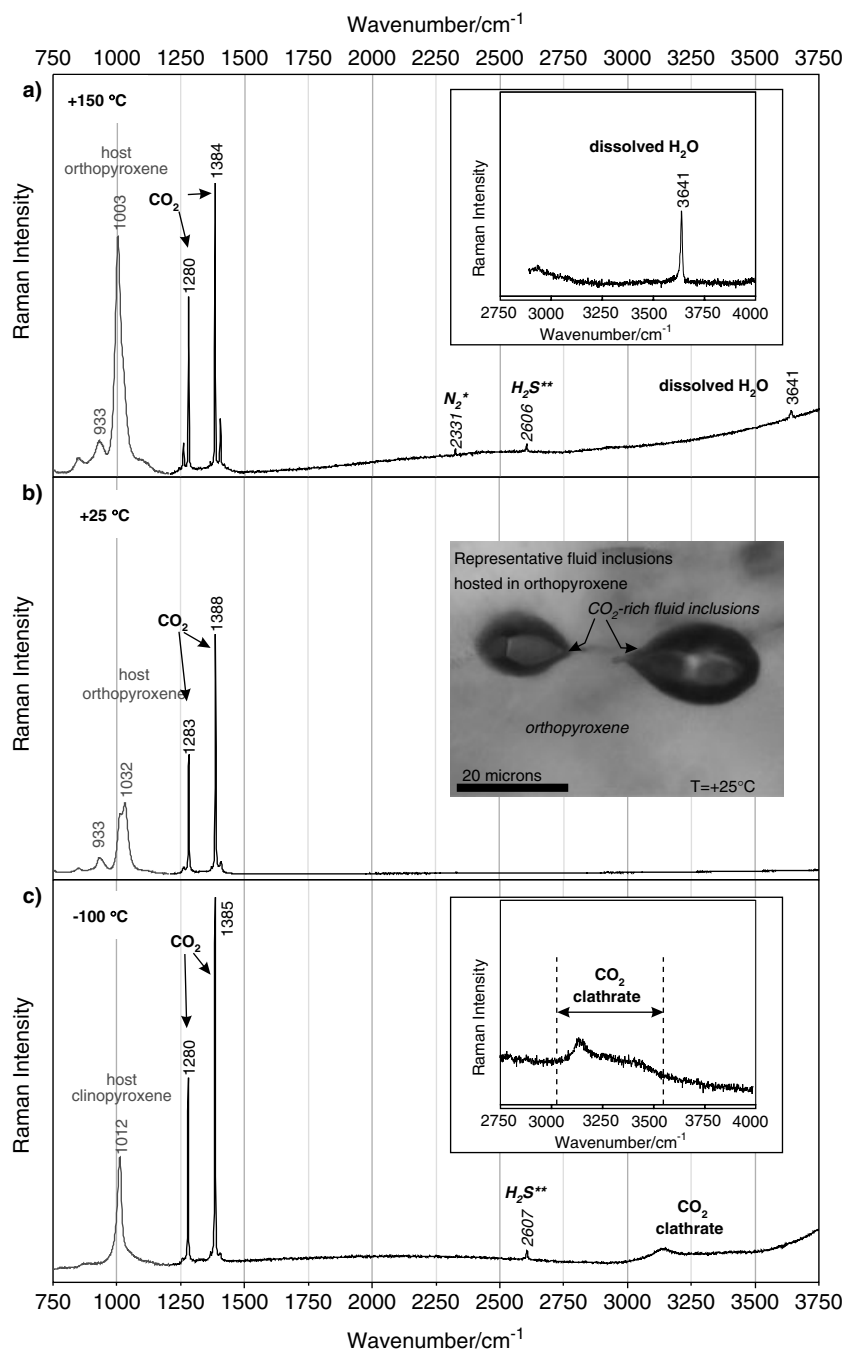 Wavenumber/cm-1
750 1000 1250 1500 1750 2000 2250 2500 2750 3000 3250 3500 3750
a)
+150 ºC
host
orthopyroxene
933
1003
CO2
1280
1384
N2*
2331
H2S**
2606
dissolved H2O
3641
Raman Intensity
dissolved H2O
3641
Raman Intensity
2750 3000 3250 3500 3750 4000
Wavenumber/cm-1
b)
+25 ºC
CO2
host
orthopyroxene
933
1032
1283
1388
Raman Intensity
Representative fluid inclusions
hosted in orthopyroxene
CO2-rich fluid inclusions
orthopyroxene
20 microns
T=+25°C
c)
-100 ºC
CO2
host
clinopyroxene
1012
1280
1385
H2S**
2607
CO2
clathrate
Raman Intensity
CO2
clathrate
Raman Intensity
2750 3000 3250 3500 3750 4000
Wavenumber/cm-1
750 1000 1250 1500 1750 2000 2250 2500 2750 3000 3250 3500 3750
Wavenumber/cm-1